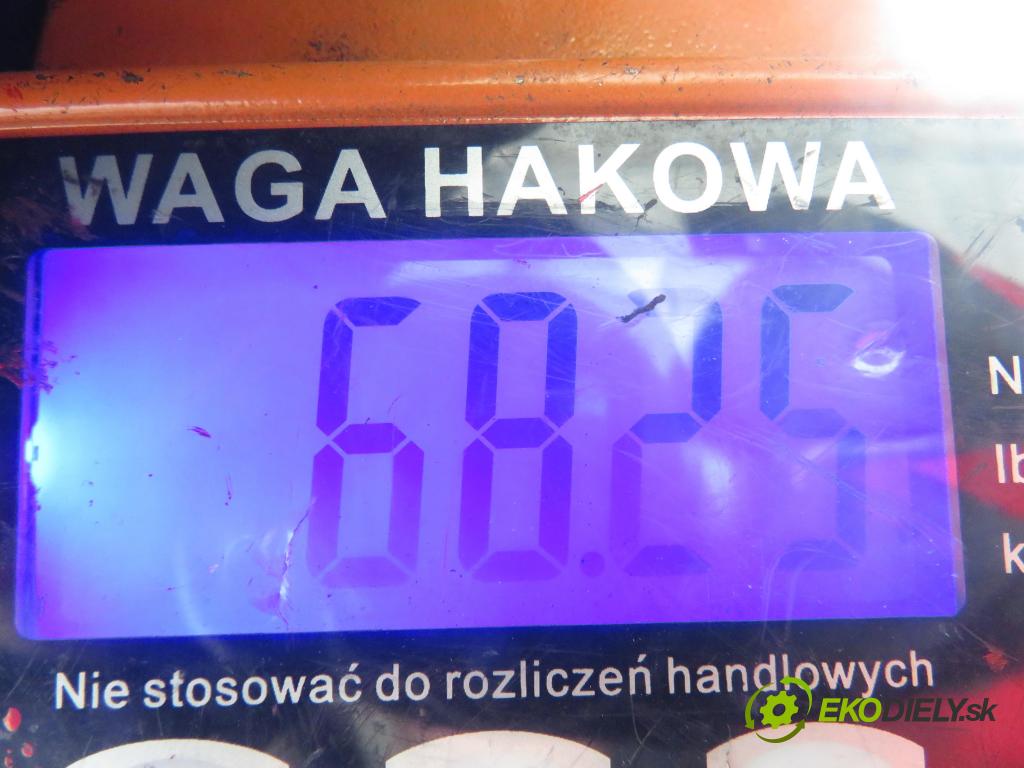 WAGA HAKOWA
68.25
N
lb
k
Nie stosować do rozliczeń handlowych
EKODIELY.sk